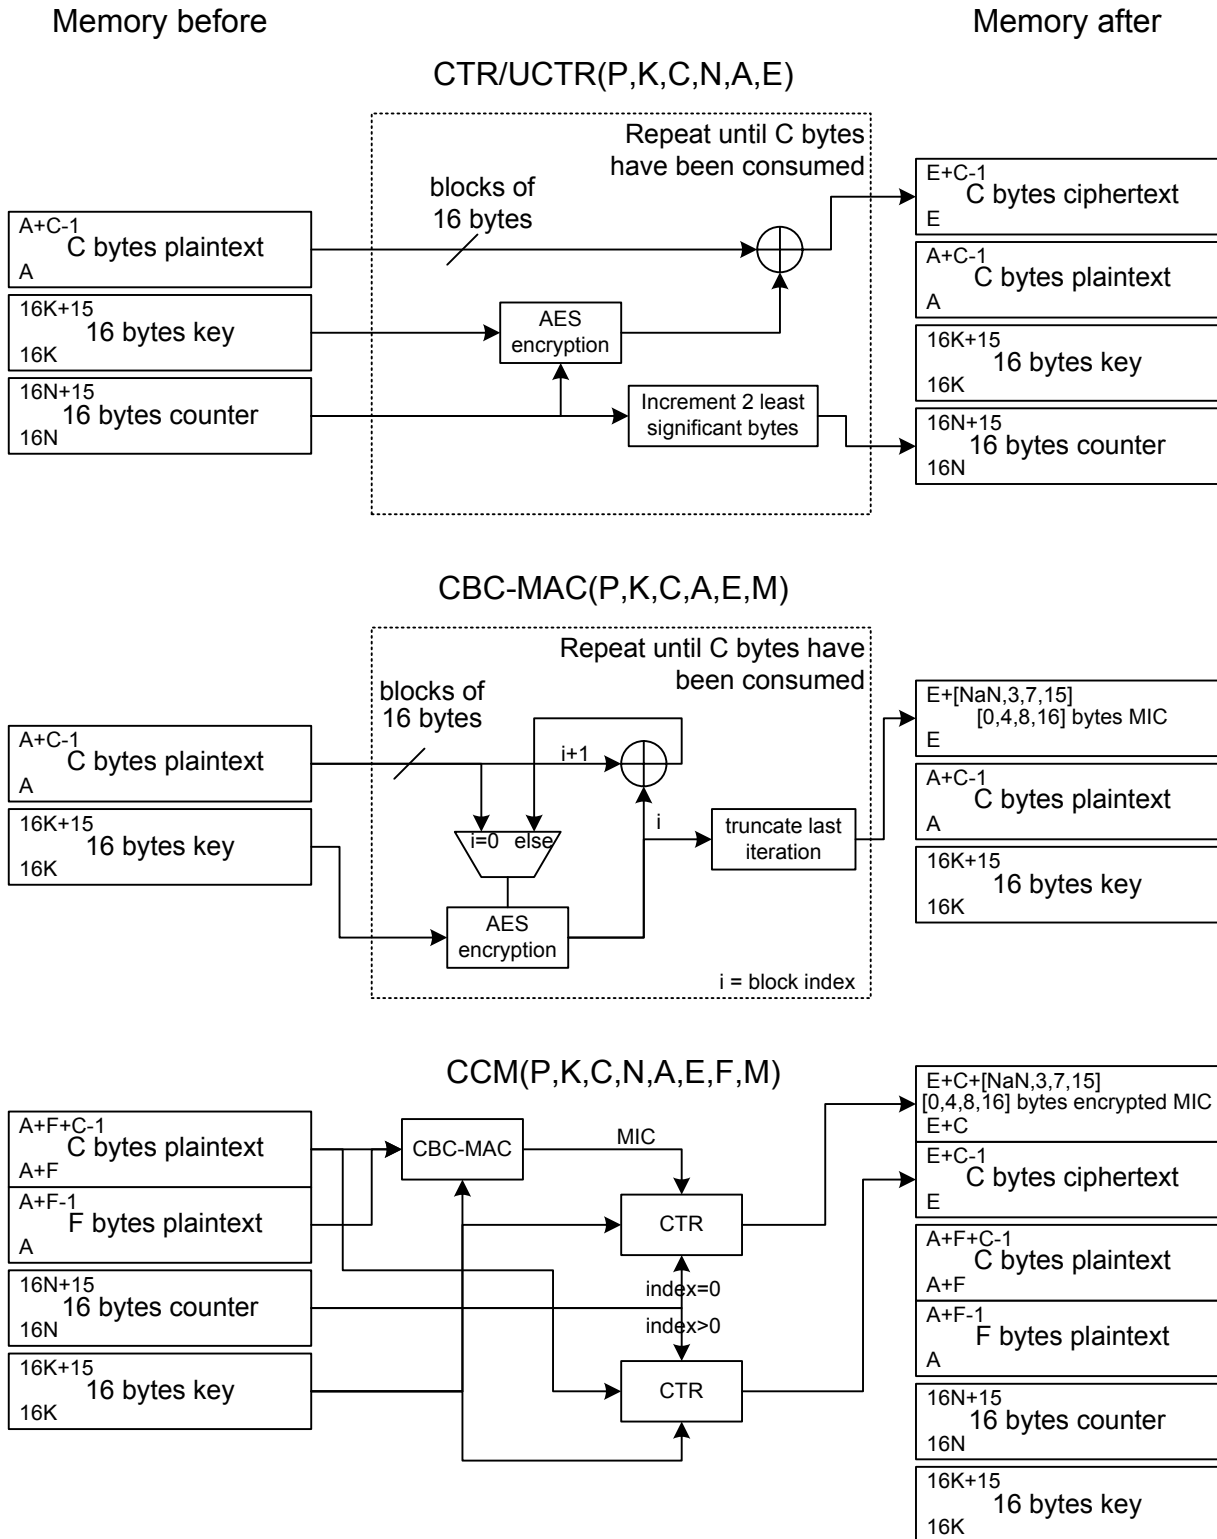 Memory before
Memory after
CTR/UCTR(P,K,C,N,A,E)
Repeat until C bytes
have been consumed
blocks of
16 bytes
A+C-1
C bytes plaintext
A
16K+15
16 bytes key
16K
16N+15
16 bytes counter
16N
AES
encryption
Increment 2 least
significant bytes
E+C-1
C bytes ciphertext
E
A+C-1
C bytes plaintext
A
16K+15
16 bytes key
16K
16N+15
16 bytes counter
16N
CBC-MAC(P,K,C,A,E,M)
Repeat until C bytes have
been consumed
blocks of
16 bytes
A+C-1
C bytes plaintext
A
16K+15
16 bytes key
16K
i+1
i=0 else
i
AES
encryption
truncate last
iteration
i = block index
E+[NaN,3,7,15]
[0,4,8,16] bytes MIC
E
A+C-1
C bytes plaintext
A
16K+15
16 bytes key
16K
CCM(P,K,C,N,A,E,F,M)
A+F+C-1
C bytes plaintext
A+F
A+F-1
F bytes plaintext
A
16N+15
16 bytes counter
16N
16K+15
16 bytes key
16K
CBC-MAC
MIC
CTR
index=0
index>0
CTR
E+C+[NaN,3,7,15]
[0,4,8,16] bytes encrypted MIC
E+C
E+C-1
C bytes ciphertext
E
A+F+C-1
C bytes plaintext
A+F
A+F-1
F bytes plaintext
A
16N+15
16 bytes counter
16N
16K+15
16 bytes key
16K